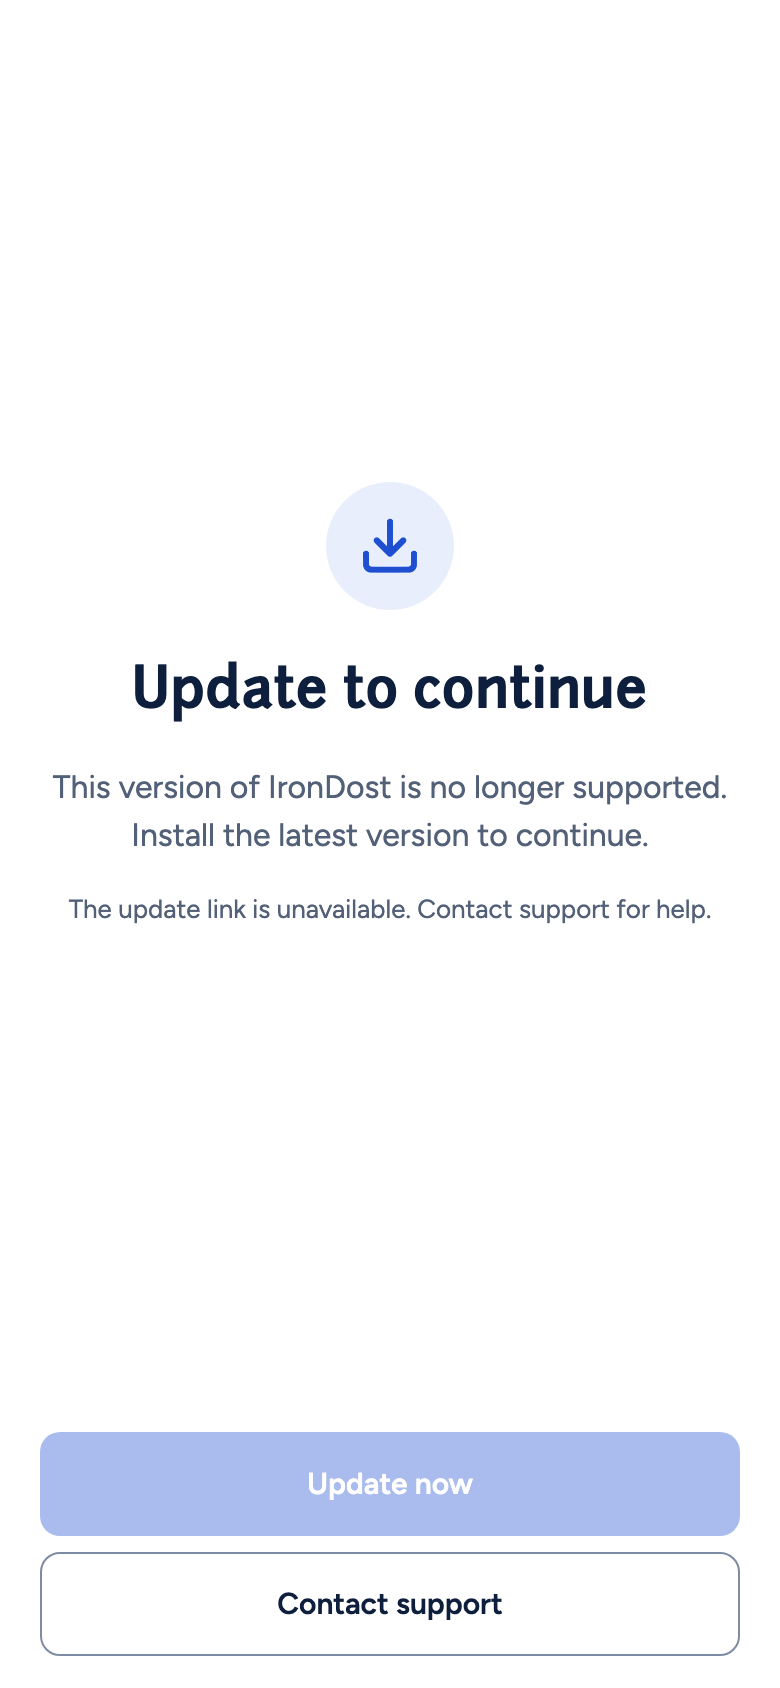 Update to continue
This version of IronDost is no longer supported.
Install the latest version to continue.
The update link is unavailable. Contact support for help.
Update now
Contact support